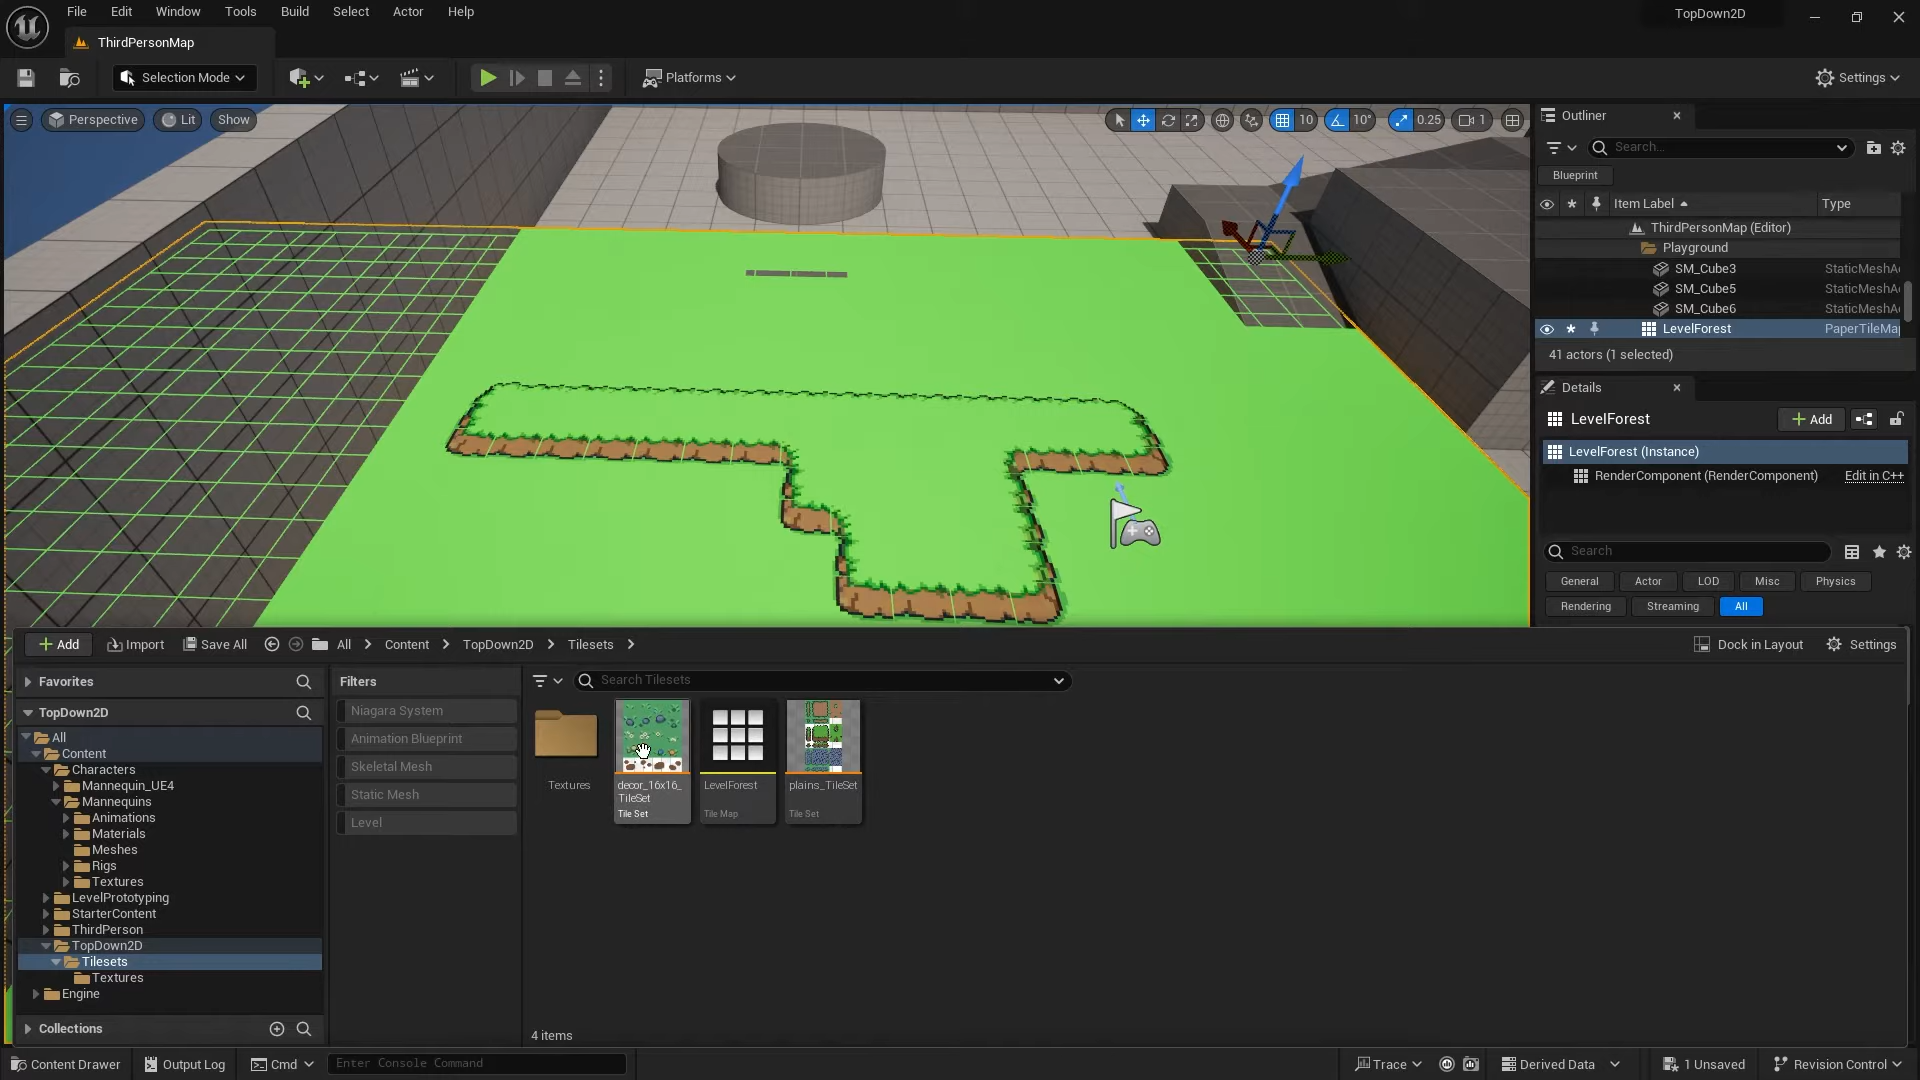 File Edit Window Tools Build Select Actor Help
TopDown2D
ThirdPersonMap
Selection Mode
Platforms
Settings
Perspective Lit Show
10 10° 0.25 1
Outliner
Search...
Blueprint
Item Label Type
ThirdPersonMap (Editor)
Playground
SM_Cube3 StaticMeshA
SM_Cube5 StaticMeshA
SM_Cube6 StaticMeshA
LevelForest PaperTileMa
41 actors (1 selected)
Details
LevelForest
Add
LevelForest (Instance)
RenderComponent (RenderComponent) Edit in C++
Search
General Actor LOD Misc Physics
Rendering Streaming All
Add Import Save All All Content TopDown2D Tilesets
Dock in Layout Settings
Favorites
TopDown2D
All
Content
Characters
Mannequin_UE4
Mannequins
Animations
Materials
Meshes
Rigs
Textures
LevelPrototyping
StarterContent
ThirdPerson
TopDown2D
Tilesets
Textures
Engine
Collections
Filters
Niagara System
Animation Blueprint
Skeletal Mesh
Static Mesh
Level
Search Tilesets
Textures
decor_16x16_
TileSet
Tile Set
LevelForest
Tile Map
plains_TileSet
Tile Set
4 items
Content Drawer Output Log Cmd Enter Console Command
Trace Derived Data 1 Unsaved Revision Control